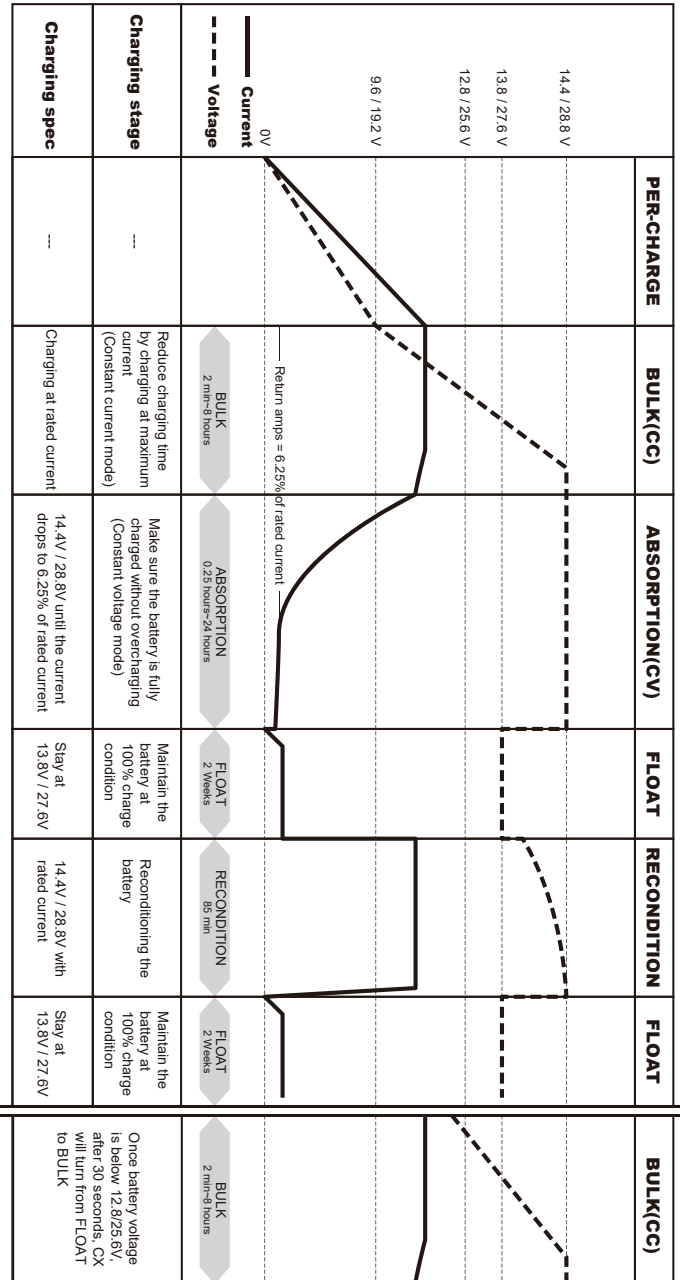 PER-CHARGE
BULK(CC)
ABSORPTION(CV)
FLOAT
RECONDITION
FLOAT
BULK(CC)
14.4 / 28.8 V
13.8 / 27.6 V
12.8 / 25.6 V
9.6 / 19.2 V
0V
Current
Voltage
Return amps = 6.25% of rated current
BULK
2 min~8 hours
ABSORPTION
0.25 hours~24 hours
FLOAT
2 Weeks
RECONDITION
85 min
FLOAT
2 Weeks
BULK
2 min~8 hours
Charging stage
---
Reduce charging time
by charging at maximum
current
(Constant current mode)
Make sure the battery is fully
charged without overcharging
(Constant voltage mode)
Maintain the
battery at
100% charge
condition
Reconditioning the
battery
Maintain the
battery at
100% charge
condition
Once battery voltage
is below 12.8/25.6V,
after 30 seconds, CX
will turn from FLOAT
to BULK
Charging spec
---
Charging at rated current
14.4V / 28.8V until the current
drops to 6.25% of rated current
Stay at
13.8V / 27.6V
14.4V / 28.8V with
rated current
Stay at
13.8V / 27.6V